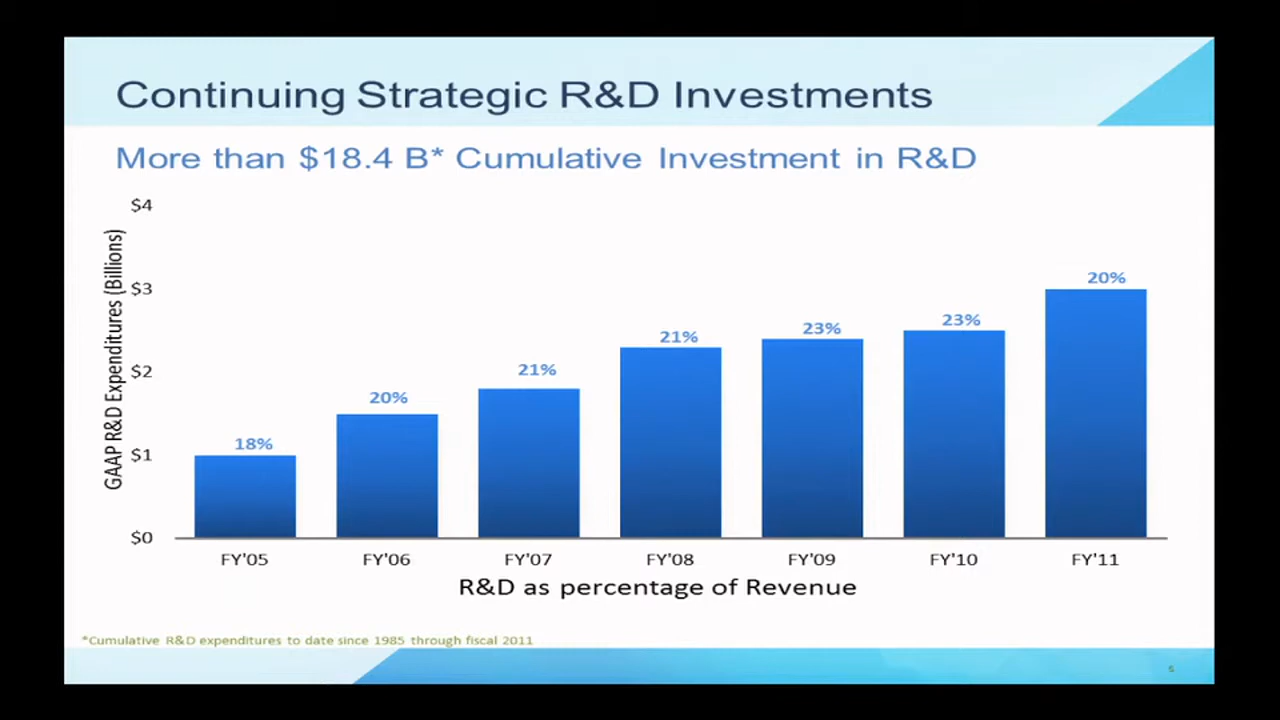 Continuing Strategic R&D Investments
More than $18.4 B* Cumulative Investment in R&D
GAAP R&D Expenditures (Billions)
$4
$3
$2
$1
$0
18%
20%
21%
21%
23%
23%
20%
FY'05
FY'06
FY'07
FY'08
FY'09
FY'10
FY'11
R&D as percentage of Revenue
*Cumulative R&D expenditures to date since 1985 through fiscal 2011